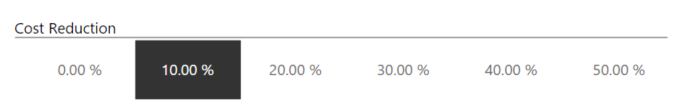 Cost Reduction
0.00 % 10.00 % 20.00 % 30.00 % 40.00 % 50.00 %